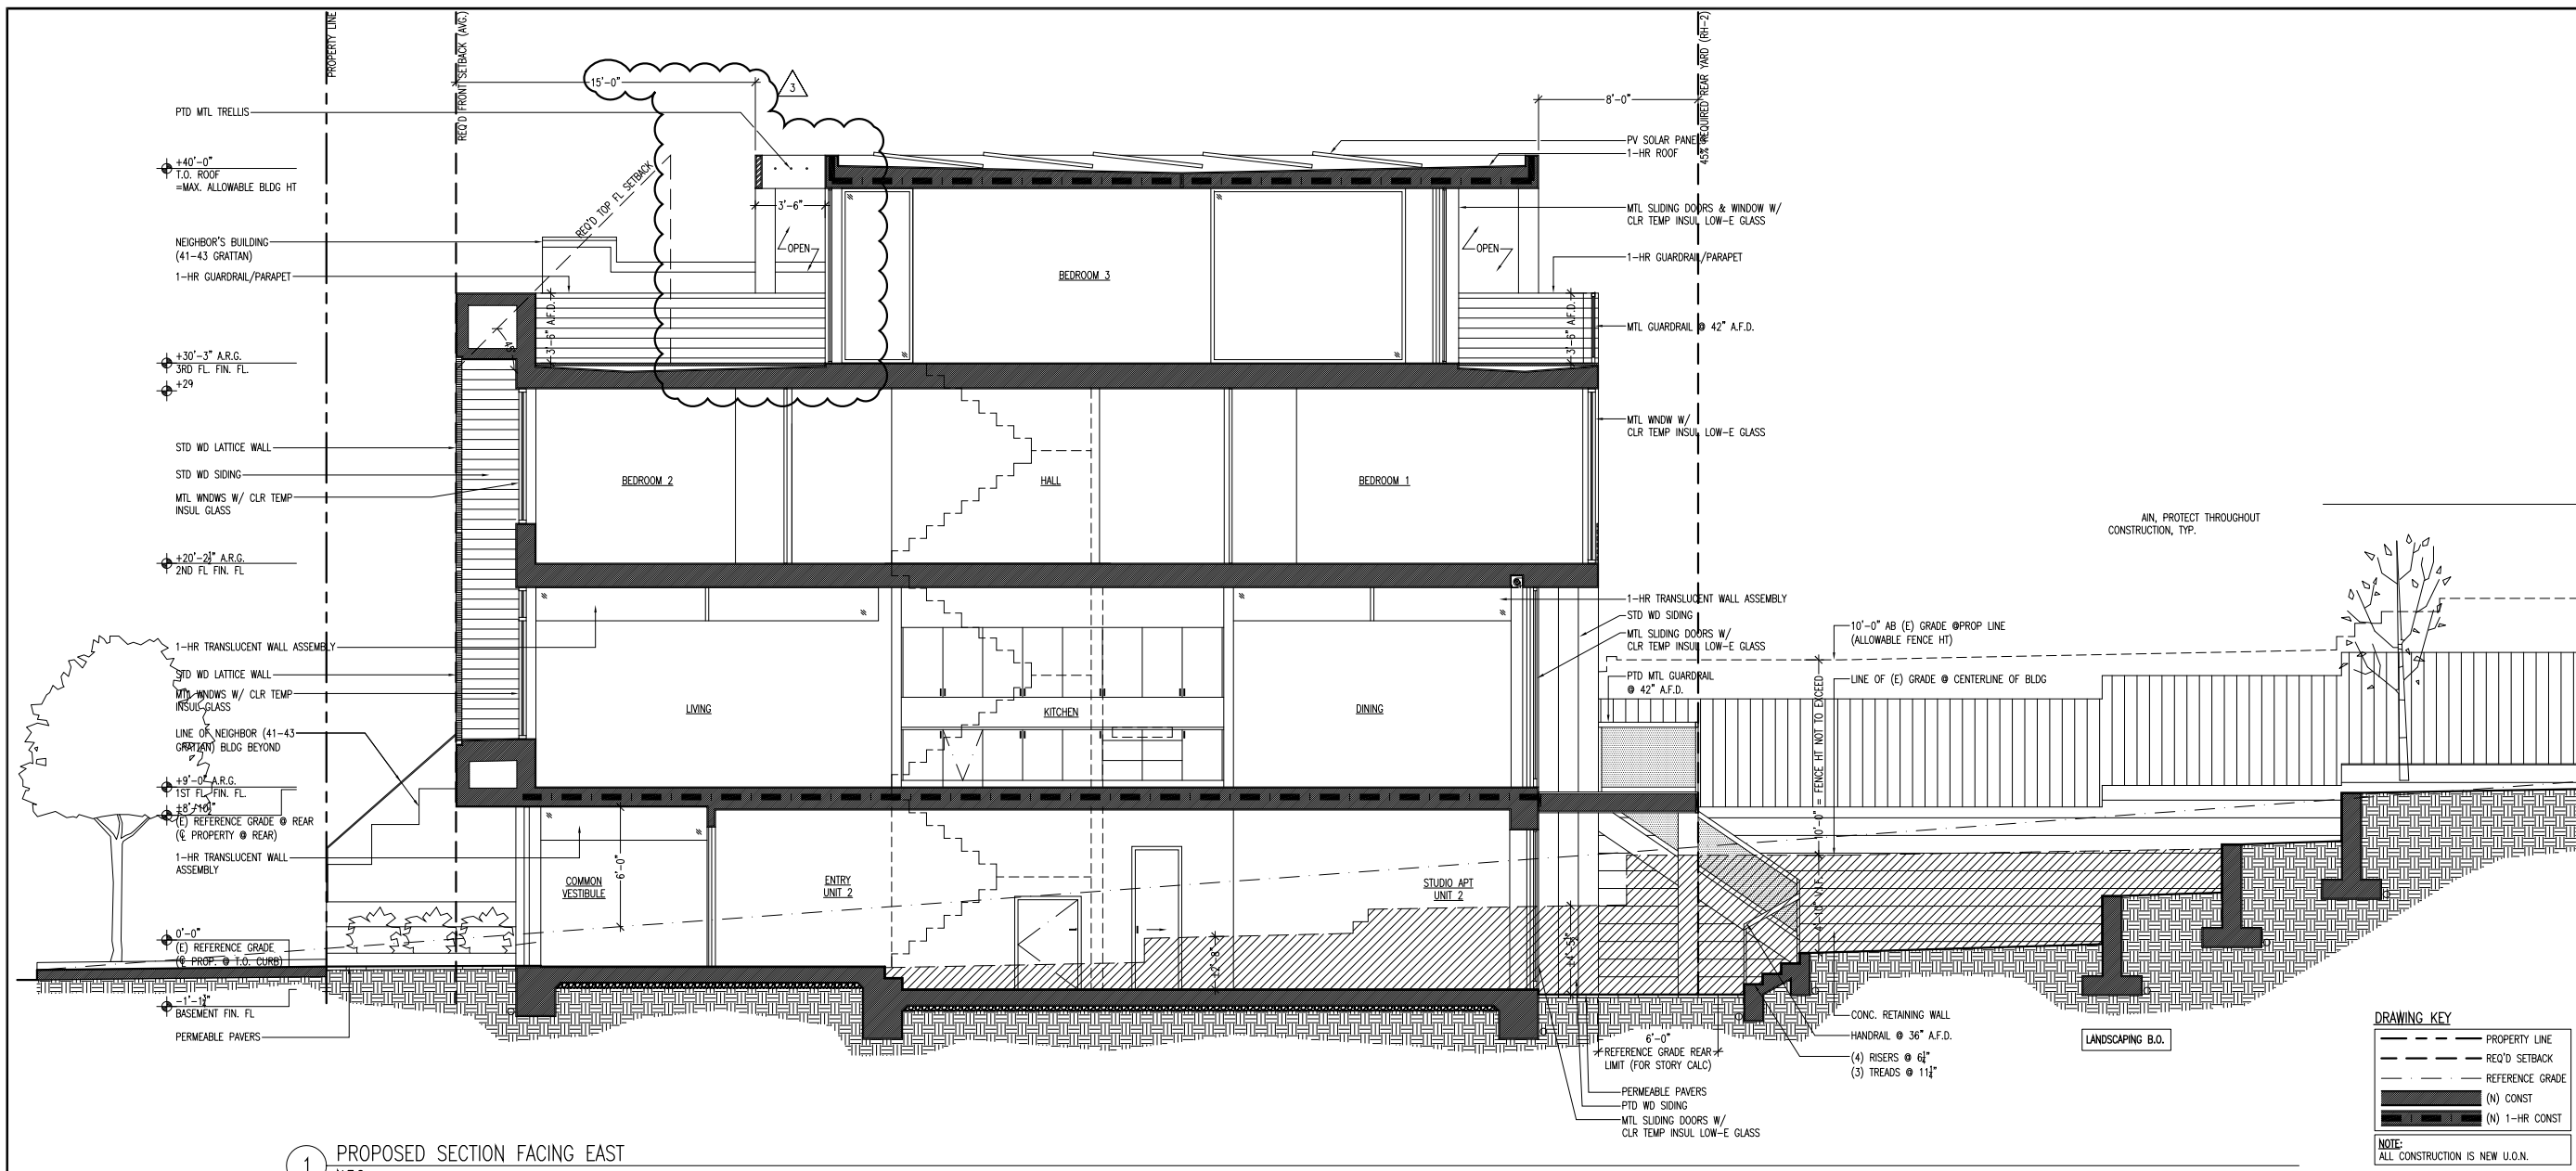 PROPERTY LINE
REQ'D FRONT SETBACK (AVG.)
15'-0"
3
8'-0"
45% REQUIRED REAR YARD (RH-2)
PTD MTL TRELLIS
+40'-0"
T.O. ROOF
=MAX. ALLOWABLE BLDG HT
NEIGHBOR'S BUILDING
(41-43 GRATTAN)
1-HR GUARDRAIL/PARAPET
+30'-3" A.R.G.
3RD FL. FIN. FL.
+29
STD WD LATTICE WALL
STD WD SIDING
MTL WNDWS W/ CLR TEMP
INSUL GLASS
+20'-2½" A.R.G.
2ND FL FIN. FL
1-HR TRANSLUCENT WALL ASSEMBLY
STD WD LATTICE WALL
MTL WNDWS W/ CLR TEMP
INSUL GLASS
LINE OF NEIGHBOR (41-43
GRATTAN) BLDG BEYOND
+9'-0" A.R.G.
1ST FL. FIN. FL.
(E) REFERENCE GRADE @ REAR
(℄ PROPERTY @ REAR)
1-HR TRANSLUCENT WALL
ASSEMBLY
0'-0"
(E) REFERENCE GRADE
(℄ PROP. @ T.O. CURB)
BASEMENT FIN. FL
PERMEABLE PAVERS
REQ'D TOP FL SETBACK
3'-6"
OPEN
OPEN
3'-6" A.F.D.
3'-6" A.F.D.
45°
BEDROOM 3
BEDROOM 2
HALL
BEDROOM 1
LIVING
KITCHEN
DINING
COMMON
VESTIBULE
6'-0"
ENTRY
UNIT 2
STUDIO APT
UNIT 2
±2'-8"
±4'-5"
PV SOLAR PANELS
1-HR ROOF
MTL SLIDING DOORS & WINDOW W/
CLR TEMP INSUL LOW-E GLASS
1-HR GUARDRAIL/PARAPET
MTL GUARDRAIL @ 42" A.F.D.
MTL WNDW W/
CLR TEMP INSUL LOW-E GLASS
1-HR TRANSLUCENT WALL ASSEMBLY
STD WD SIDING
MTL SLIDING DOORS W/
CLR TEMP INSUL LOW-E GLASS
PTD MTL GUARDRAIL
@ 42" A.F.D.
10'-0" AB (E) GRADE @PROP LINE
(ALLOWABLE FENCE HT)
LINE OF (E) GRADE @ CENTERLINE OF BLDG
10'-0" = FENCE HT NOT TO EXCEED
4'-10" V.I.F.
AIN, PROTECT THROUGHOUT
CONSTRUCTION, TYP.
CONC. RETAINING WALL
HANDRAIL @ 36" A.F.D.
(4) RISERS @ 6¼"
(3) TREADS @ 11¼"
6'-0"
REFERENCE GRADE REAR
LIMIT (FOR STORY CALC)
PERMEABLE PAVERS
PTD WD SIDING
MTL SLIDING DOORS W/
CLR TEMP INSUL LOW-E GLASS
LANDSCAPING B.O.
DRAWING KEY
PROPERTY LINE
REQ'D SETBACK
REFERENCE GRADE
(N) CONST
(N) 1-HR CONST
NOTE:
ALL CONSTRUCTION IS NEW U.O.N.
1
PROPOSED SECTION FACING EAST